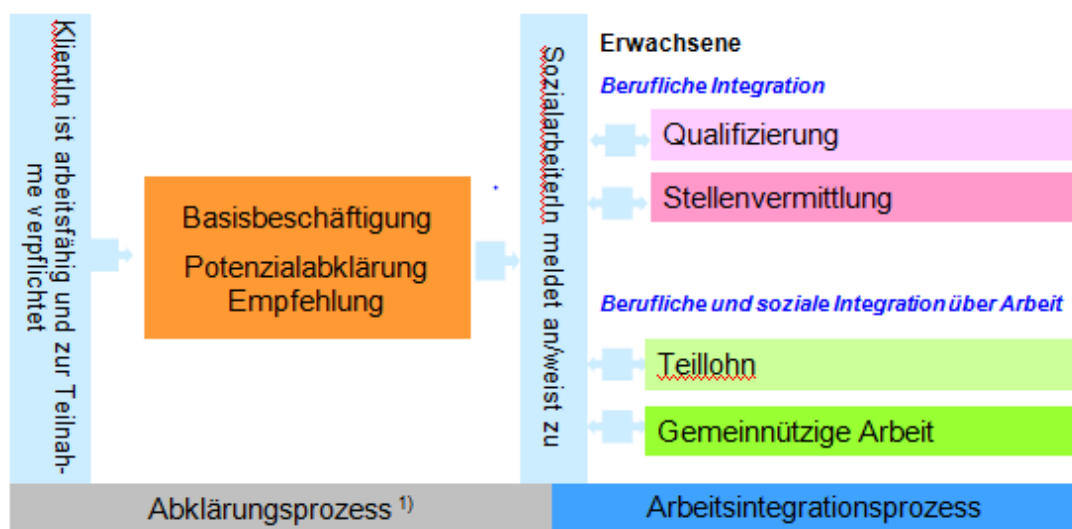 KlientIn ist arbeitsfähig und zur Teilnah-
me verpflichtet
Basisbeschäftigung
Potenzialabklärung
Empfehlung
SozialarbeiterIn meldet an/weist zu
Erwachsene
Berufliche Integration
Qualifizierung
Stellenvermittlung
Berufliche und soziale Integration über Arbeit
Teillohn
Gemeinnützige Arbeit
Abklärungsprozess 1)
Arbeitsintegrationsprozess